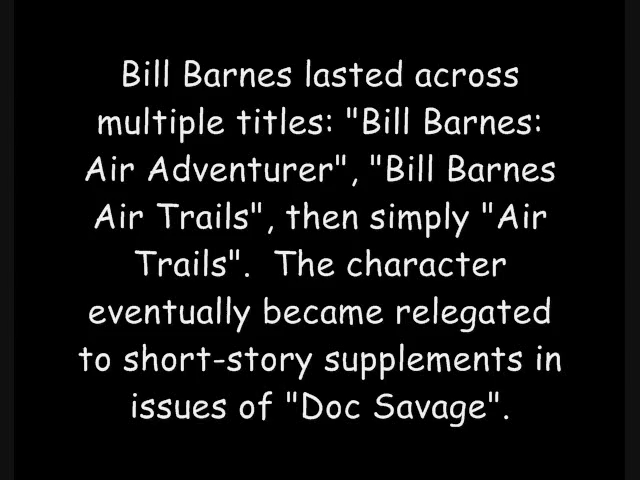 Bill Barnes lasted across
multiple titles: "Bill Barnes:
Air Adventurer", "Bill Barnes
Air Trails", then simply "Air
Trails".  The character
eventually became relegated
to short-story supplements in
issues of "Doc Savage".